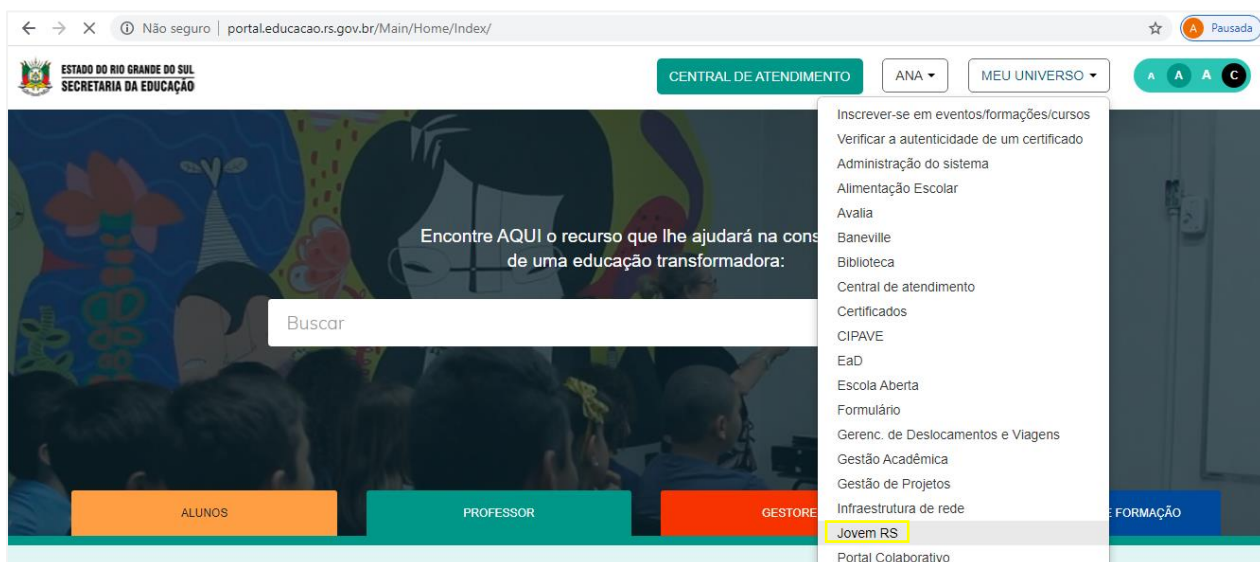 Não seguro | portal.educacao.rs.gov.br/Main/Home/Index/
A Pausada
ESTADO DO RIO GRANDE DO SUL
SECRETARIA DA EDUCAÇÃO
CENTRAL DE ATENDIMENTO
ANA
MEU UNIVERSO
A A A C
Encontre AQUI o recurso que lhe ajudará na cons
de uma educação transformadora:
Buscar
Inscrever-se em eventos/formações/cursos
Verificar a autenticidade de um certificado
Administração do sistema
Alimentação Escolar
Avalia
Baneville
Biblioteca
Central de atendimento
Certificados
CIPAVE
EaD
Escola Aberta
Formulário
Gerenc. de Deslocamentos e Viagens
Gestão Acadêmica
Gestão de Projetos
Infraestrutura de rede
Jovem RS
Portal Colaborativo
ALUNOS
PROFESSOR
GESTORE
FORMAÇÃO